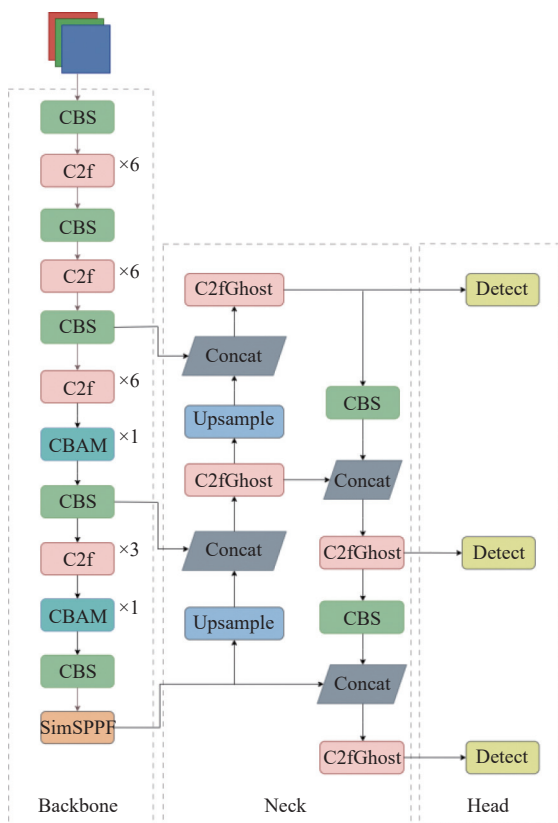 CBS
C2f
×6
CBS
C2f
×6
CBS
C2f
×6
CBAM
×1
CBS
C2f
×3
CBAM
×1
CBS
SimSPPF
Backbone
C2fGhost
Concat
Upsample
C2fGhost
Concat
Upsample
CBS
Concat
C2fGhost
CBS
Concat
C2fGhost
Neck
Detect
Detect
Detect
Head